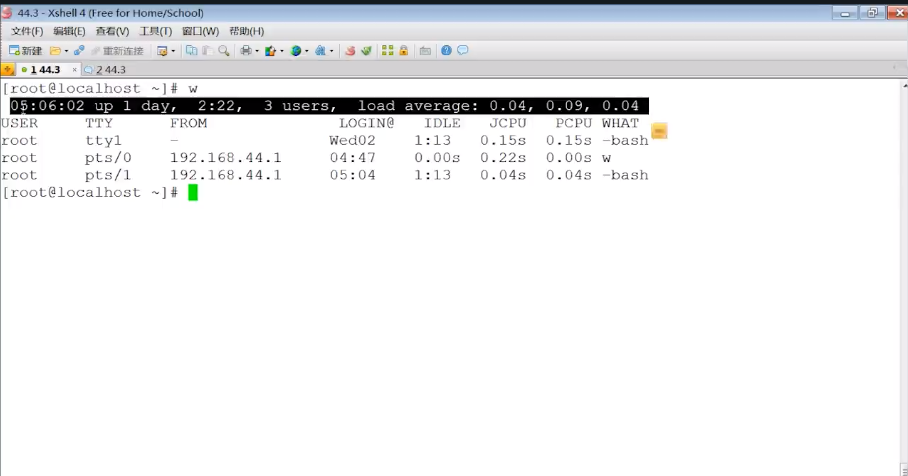 44.3 - Xshell 4 (Free for Home/School)
文件(F) 编辑(E) 查看(V) 工具(T) 窗口(W) 帮助(H)
新建 重新连接
1 44.3 × 2 44.3
[root@localhost ~]# w
05:06:02 up 1 day,  2:22,  3 users,  load average: 0.04, 0.09, 0.04
USER     TTY      FROM              LOGIN@   IDLE   JCPU   PCPU WHAT
root     tty1     -                Wed02    1:13   0.15s  0.15s -bash
root     pts/0    192.168.44.1     04:47    0.00s  0.22s  0.00s w
root     pts/1    192.168.44.1     05:04    1:13   0.04s  0.04s -bash
[root@localhost ~]#